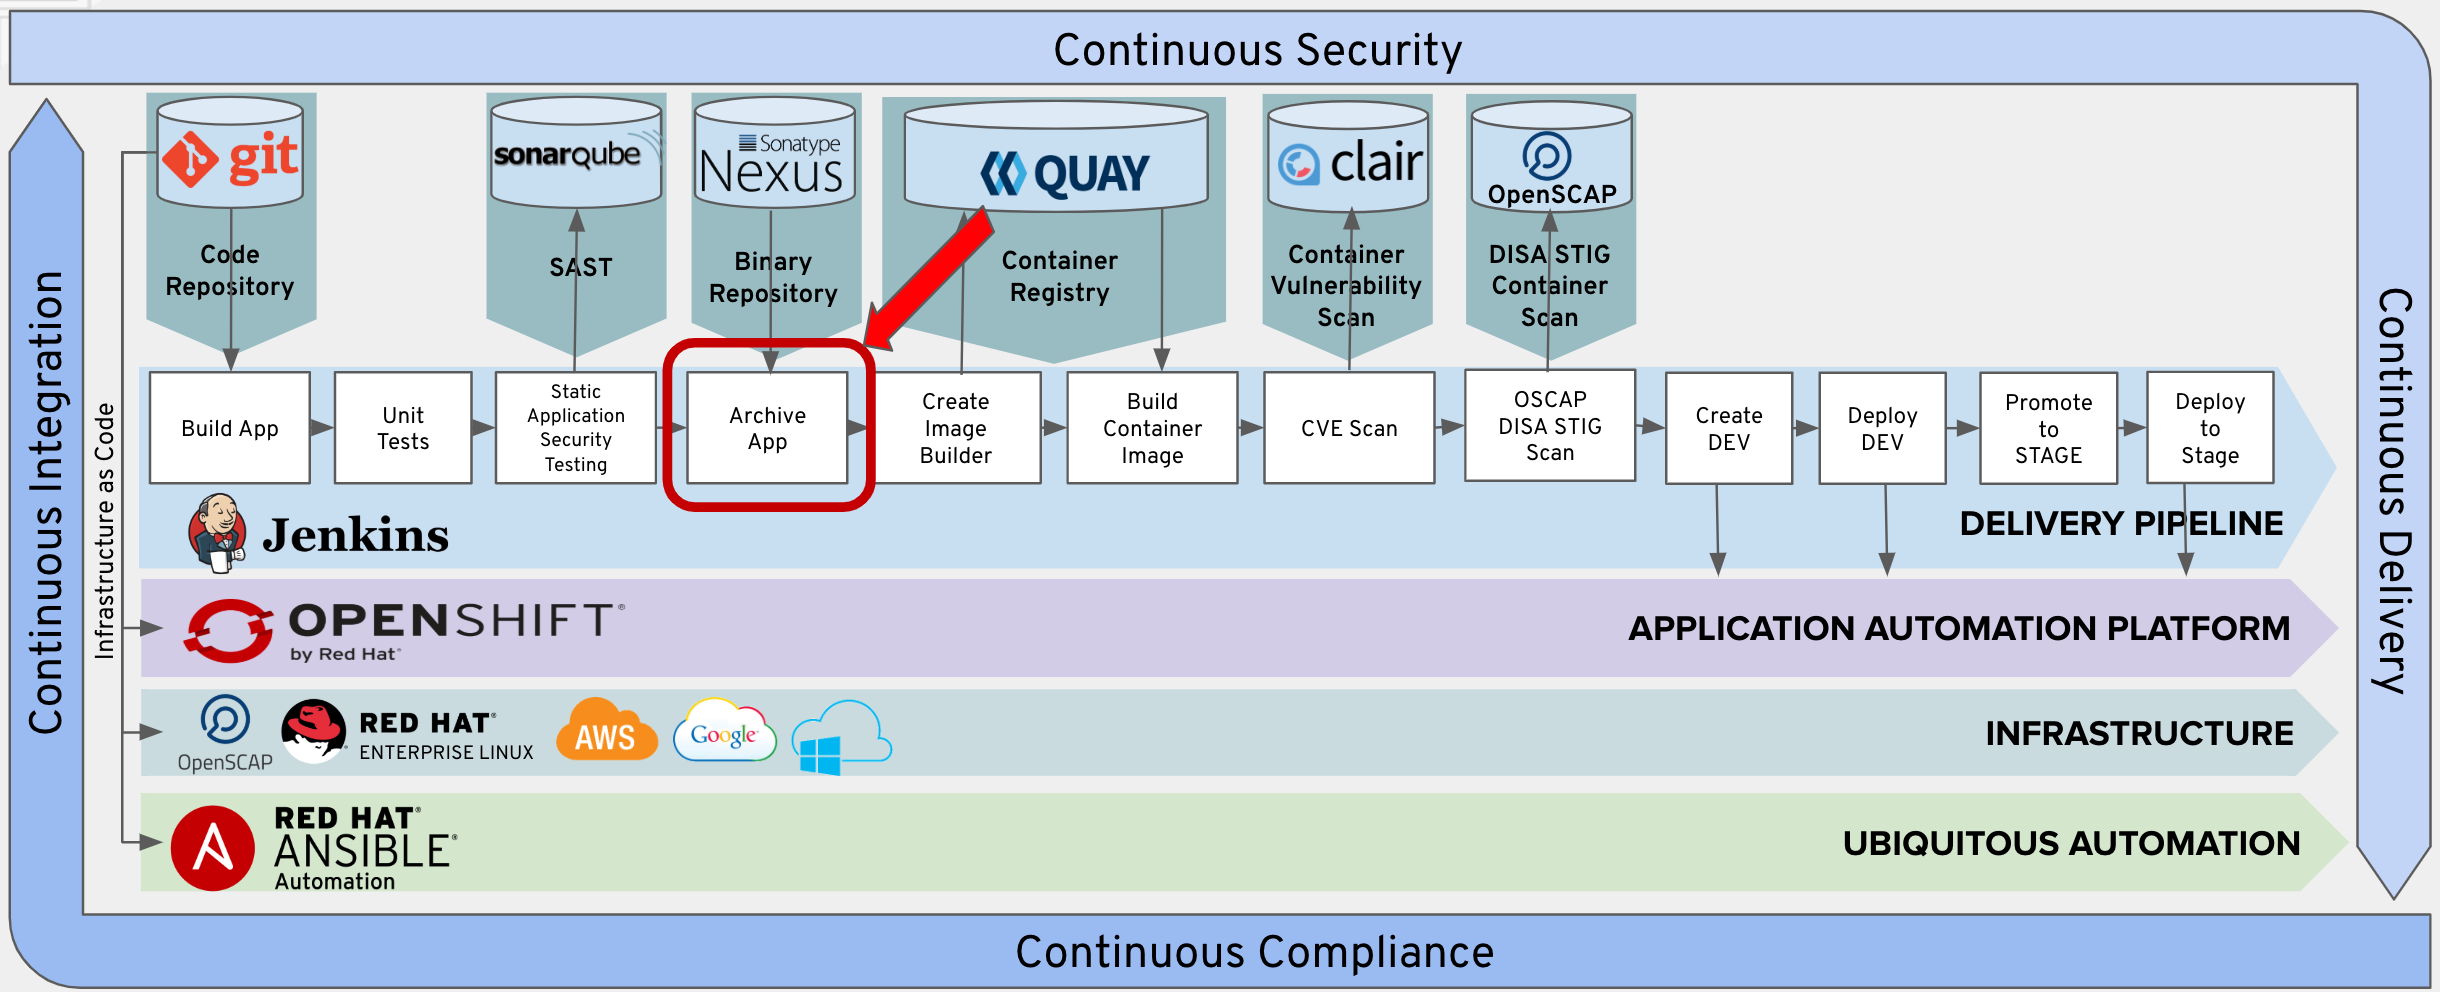 Continuous Security
git
sonarqube
Sonatype
Nexus
QUAY
clair
OpenSCAP
Code
Repository
SAST
Binary
Repository
Container
Registry
Container
Vulnerability
Scan
DISA STIG
Container
Scan
Continuous Integration
Infrastructure as Code
Continuous Delivery
Build App
Unit
Tests
Static
Application
Security
Testing
Archive
App
Create
Image
Builder
Build
Container
Image
CVE Scan
OSCAP
DISA STIG
Scan
Create
DEV
Deploy
DEV
Promote
to
STAGE
Deploy
to
Stage
Jenkins
DELIVERY PIPELINE
OPENSHIFT®
by Red Hat®
APPLICATION AUTOMATION PLATFORM
OpenSCAP
RED HAT®
ENTERPRISE LINUX
AWS
Google
INFRASTRUCTURE
RED HAT®
ANSIBLE®
Automation
UBIQUITOUS AUTOMATION
Continuous Compliance